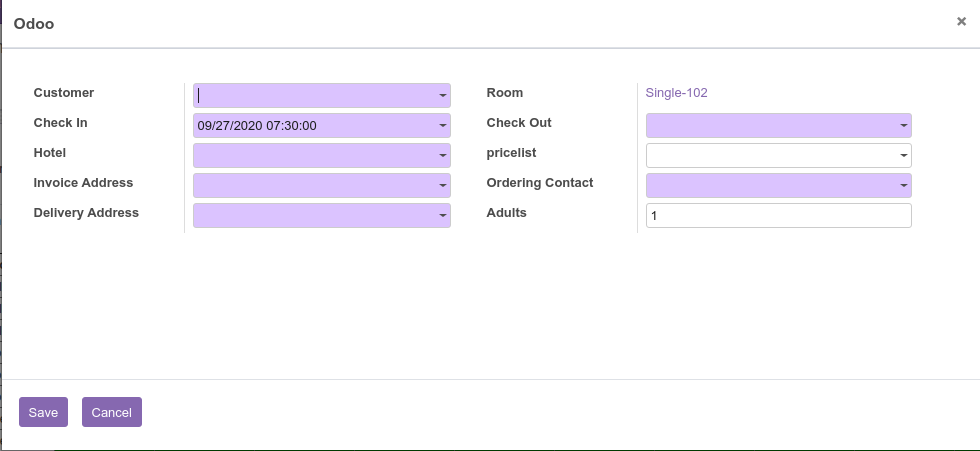 Odoo
×
Customer
Room Single-102
Check In 09/27/2020 07:30:00
Check Out
Hotel
pricelist
Invoice Address
Ordering Contact
Delivery Address
Adults 1
Save Cancel